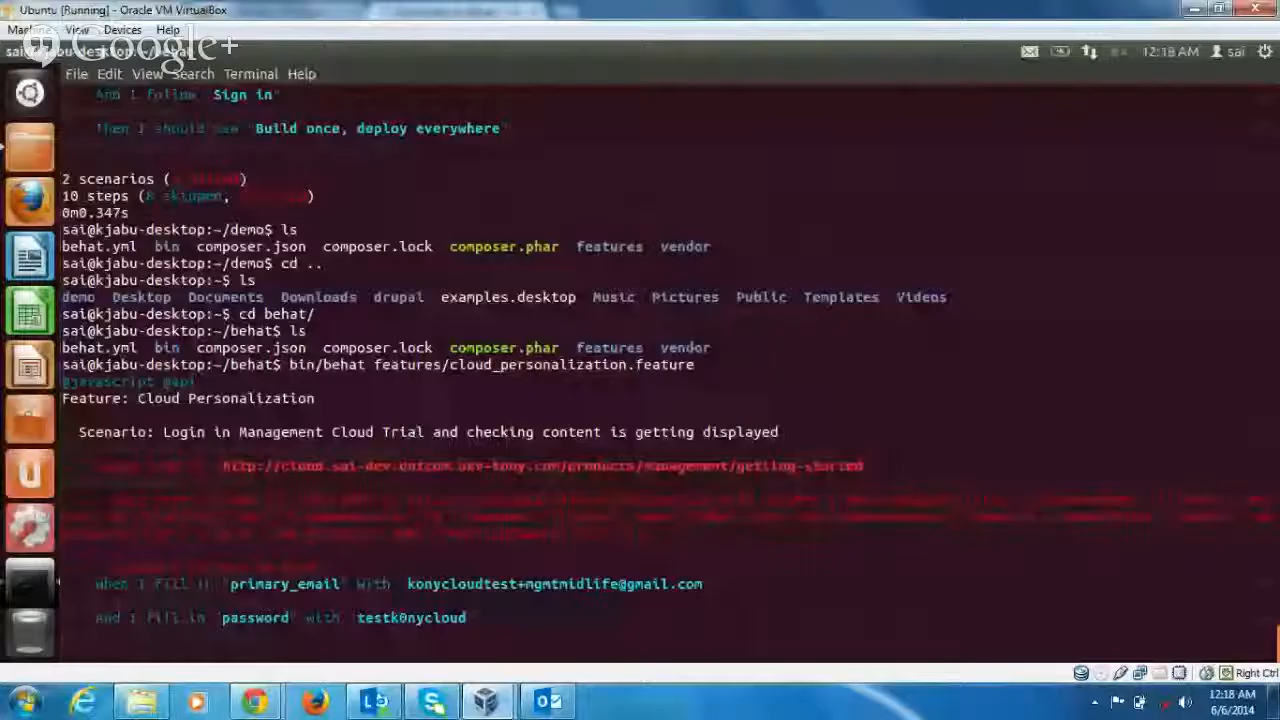 Ubuntu [Running] - Oracle VM VirtualBox
Machine View Devices Help
Google+
12:18 AM sai
File Edit View Search Terminal Help
And I follow "Sign in"
Then I should see "Build once, deploy everywhere"
2 scenarios (
10 steps (8 skipped, )
0m0.347s
sai@kjabu-desktop:~/demo$ ls
behat.yml bin composer.json composer.lock composer.phar features vendor
sai@kjabu-desktop:~/demo$ cd ..
sai@kjabu-desktop:~$ ls
demo Desktop Documents Downloads drupal examples.desktop Music Pictures Public Templates Videos
sai@kjabu-desktop:~$ cd behat/
sai@kjabu-desktop:~/behat$ ls
behat.yml bin composer.json composer.lock composer.phar features vendor
sai@kjabu-desktop:~/behat$ bin/behat features/cloud_personalization.feature
@javascript @api
Feature: Cloud Personalization
Scenario: Login in Management Cloud Trial and checking content is getting displayed
When I fill in "primary_email" with "konycloudtest+mgmtmidlife@gmail.com
And I fill in "password" with "testk0nycloud"
Right Ctrl
12:18 AM
6/6/2014